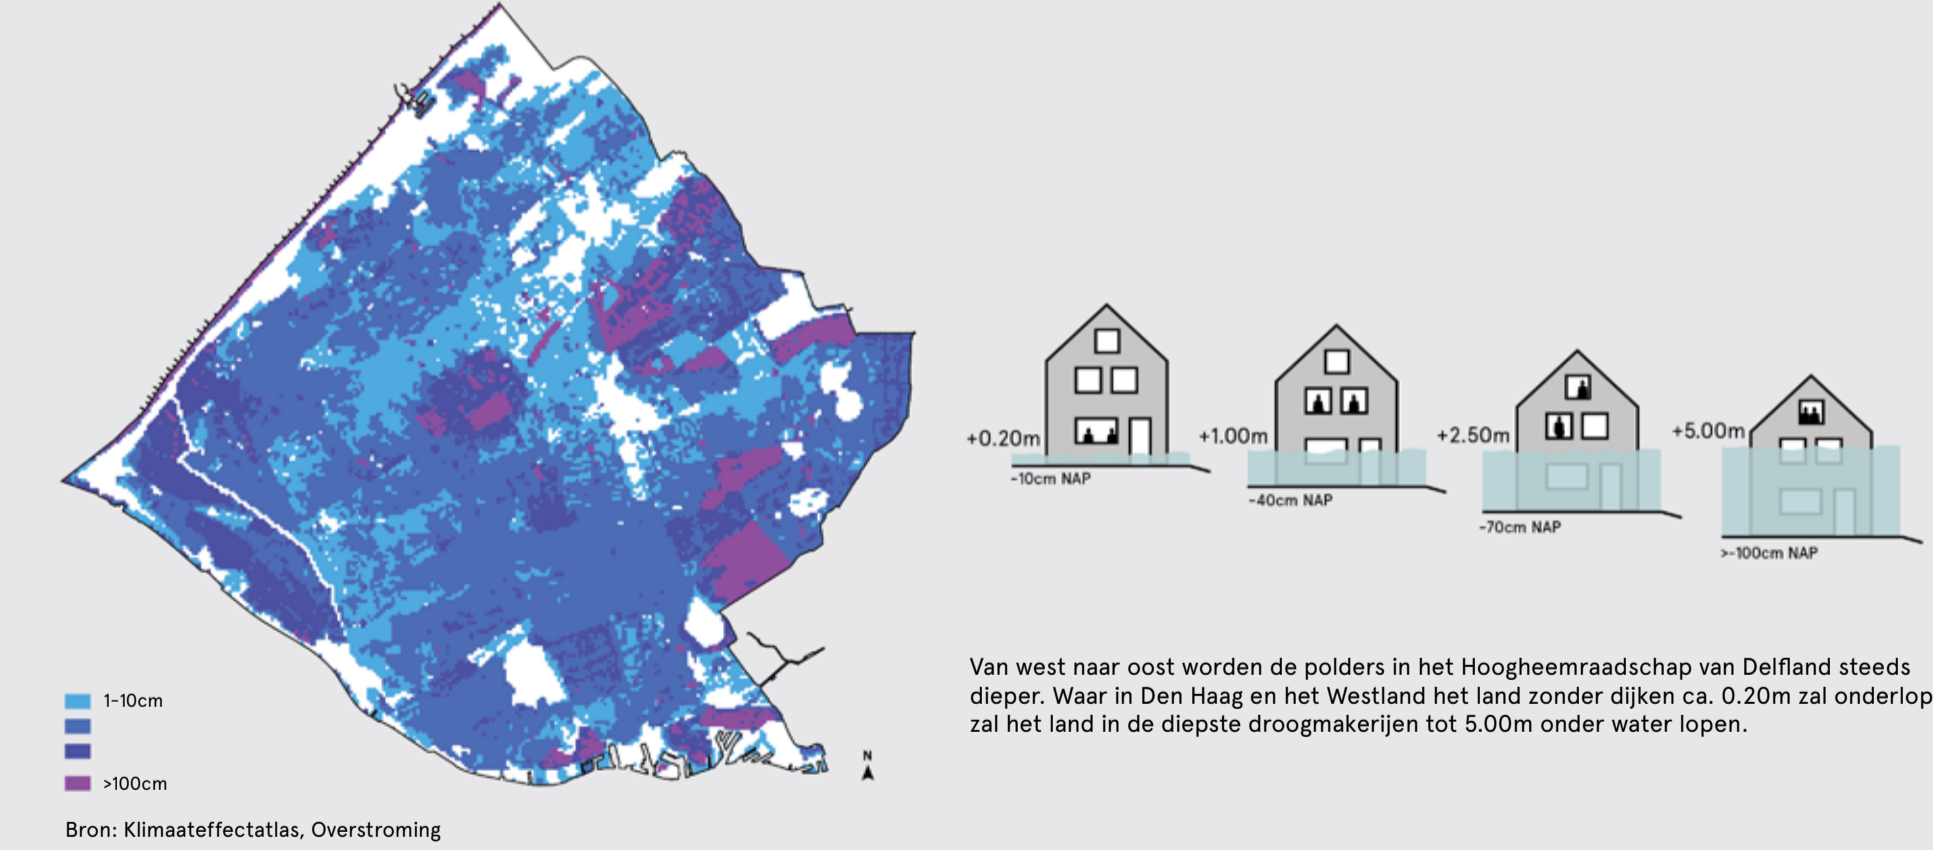 +0.20m
-10cm NAP
+1.00m
-40cm NAP
+2.50m
-70cm NAP
+5.00m
>-100cm NAP
Van west naar oost worden de polders in het Hoogheemraadschap van Delfland steeds
dieper. Waar in Den Haag en het Westland het land zonder dijken ca. 0.20m zal onderlop
zal het land in de diepste droogmakerijen tot 5.00m onder water lopen.
1-10cm
>100cm
N
Bron: Klimaateffectatlas, Overstroming